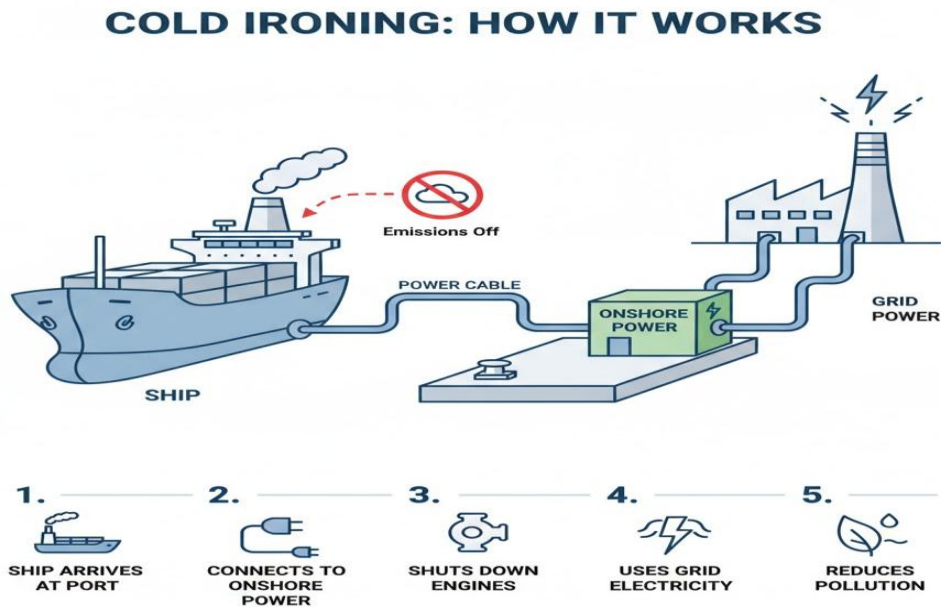 COLD IRONING: HOW IT WORKS
Emissions Off
POWER CABLE
ONSHORE
POWER
GRID
POWER
SHIP
1.
SHIP ARRIVES
AT PORT
2.
CONNECTS TO
ONSHORE
POWER
3.
SHUTS DOWN
ENGINES
4.
USES GRID
ELECTRICITY
5.
REDUCES
POLLUTION